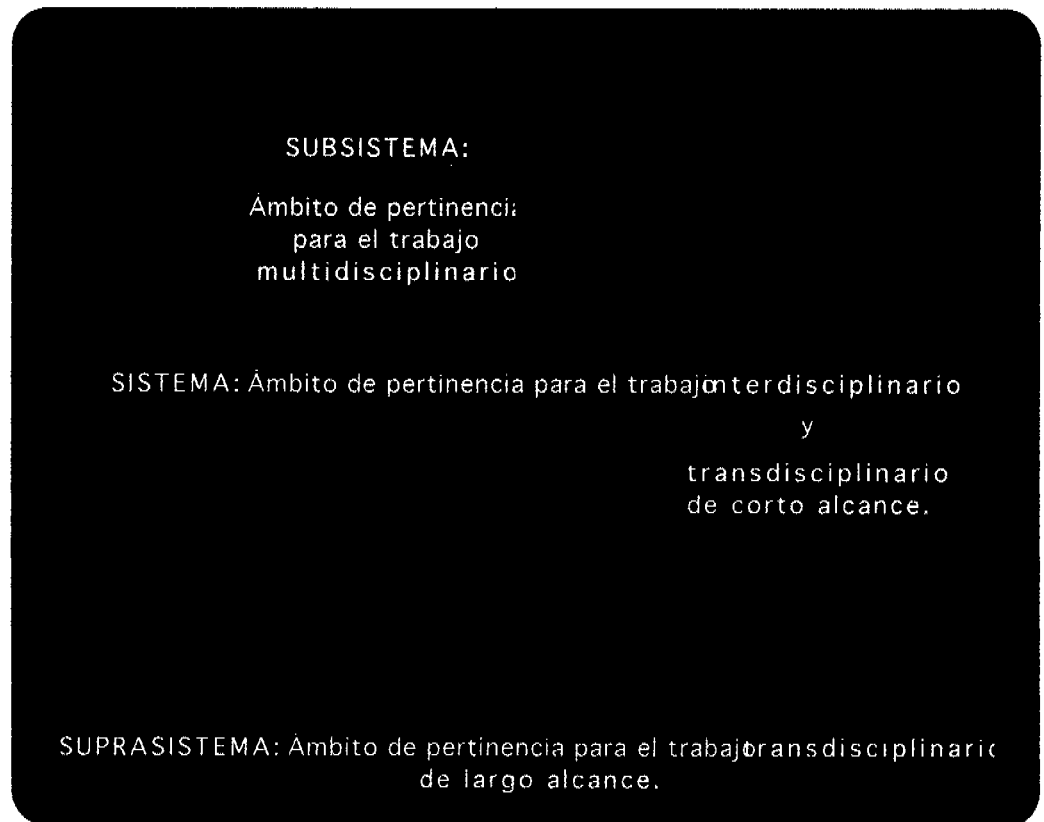 SUBSISTEMA:
Ámbito de pertinencia
para el trabajo
multidisciplinario
SISTEMA: Ámbito de pertinencia para el trabajo interdisciplinario
y
transdisciplinario
de corto alcance.
SUPRASISTEMA: Ámbito de pertinencia para el trabajo transdisciplinario
de largo alcance.